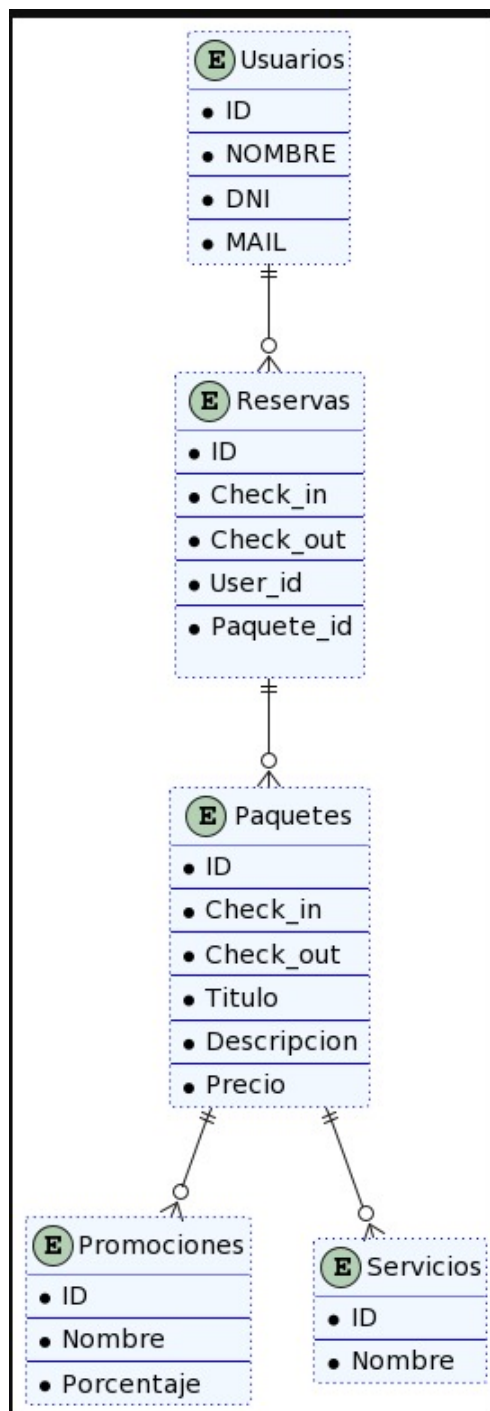 E Usuarios
ID
NOMBRE
DNI
MAIL
E Reservas
ID
Check_in
Check_out
User_id
Paquete_id
E Paquetes
ID
Check_in
Check_out
Titulo
Descripcion
Precio
E Promociones
ID
Nombre
Porcentaje
E Servicios
ID
Nombre